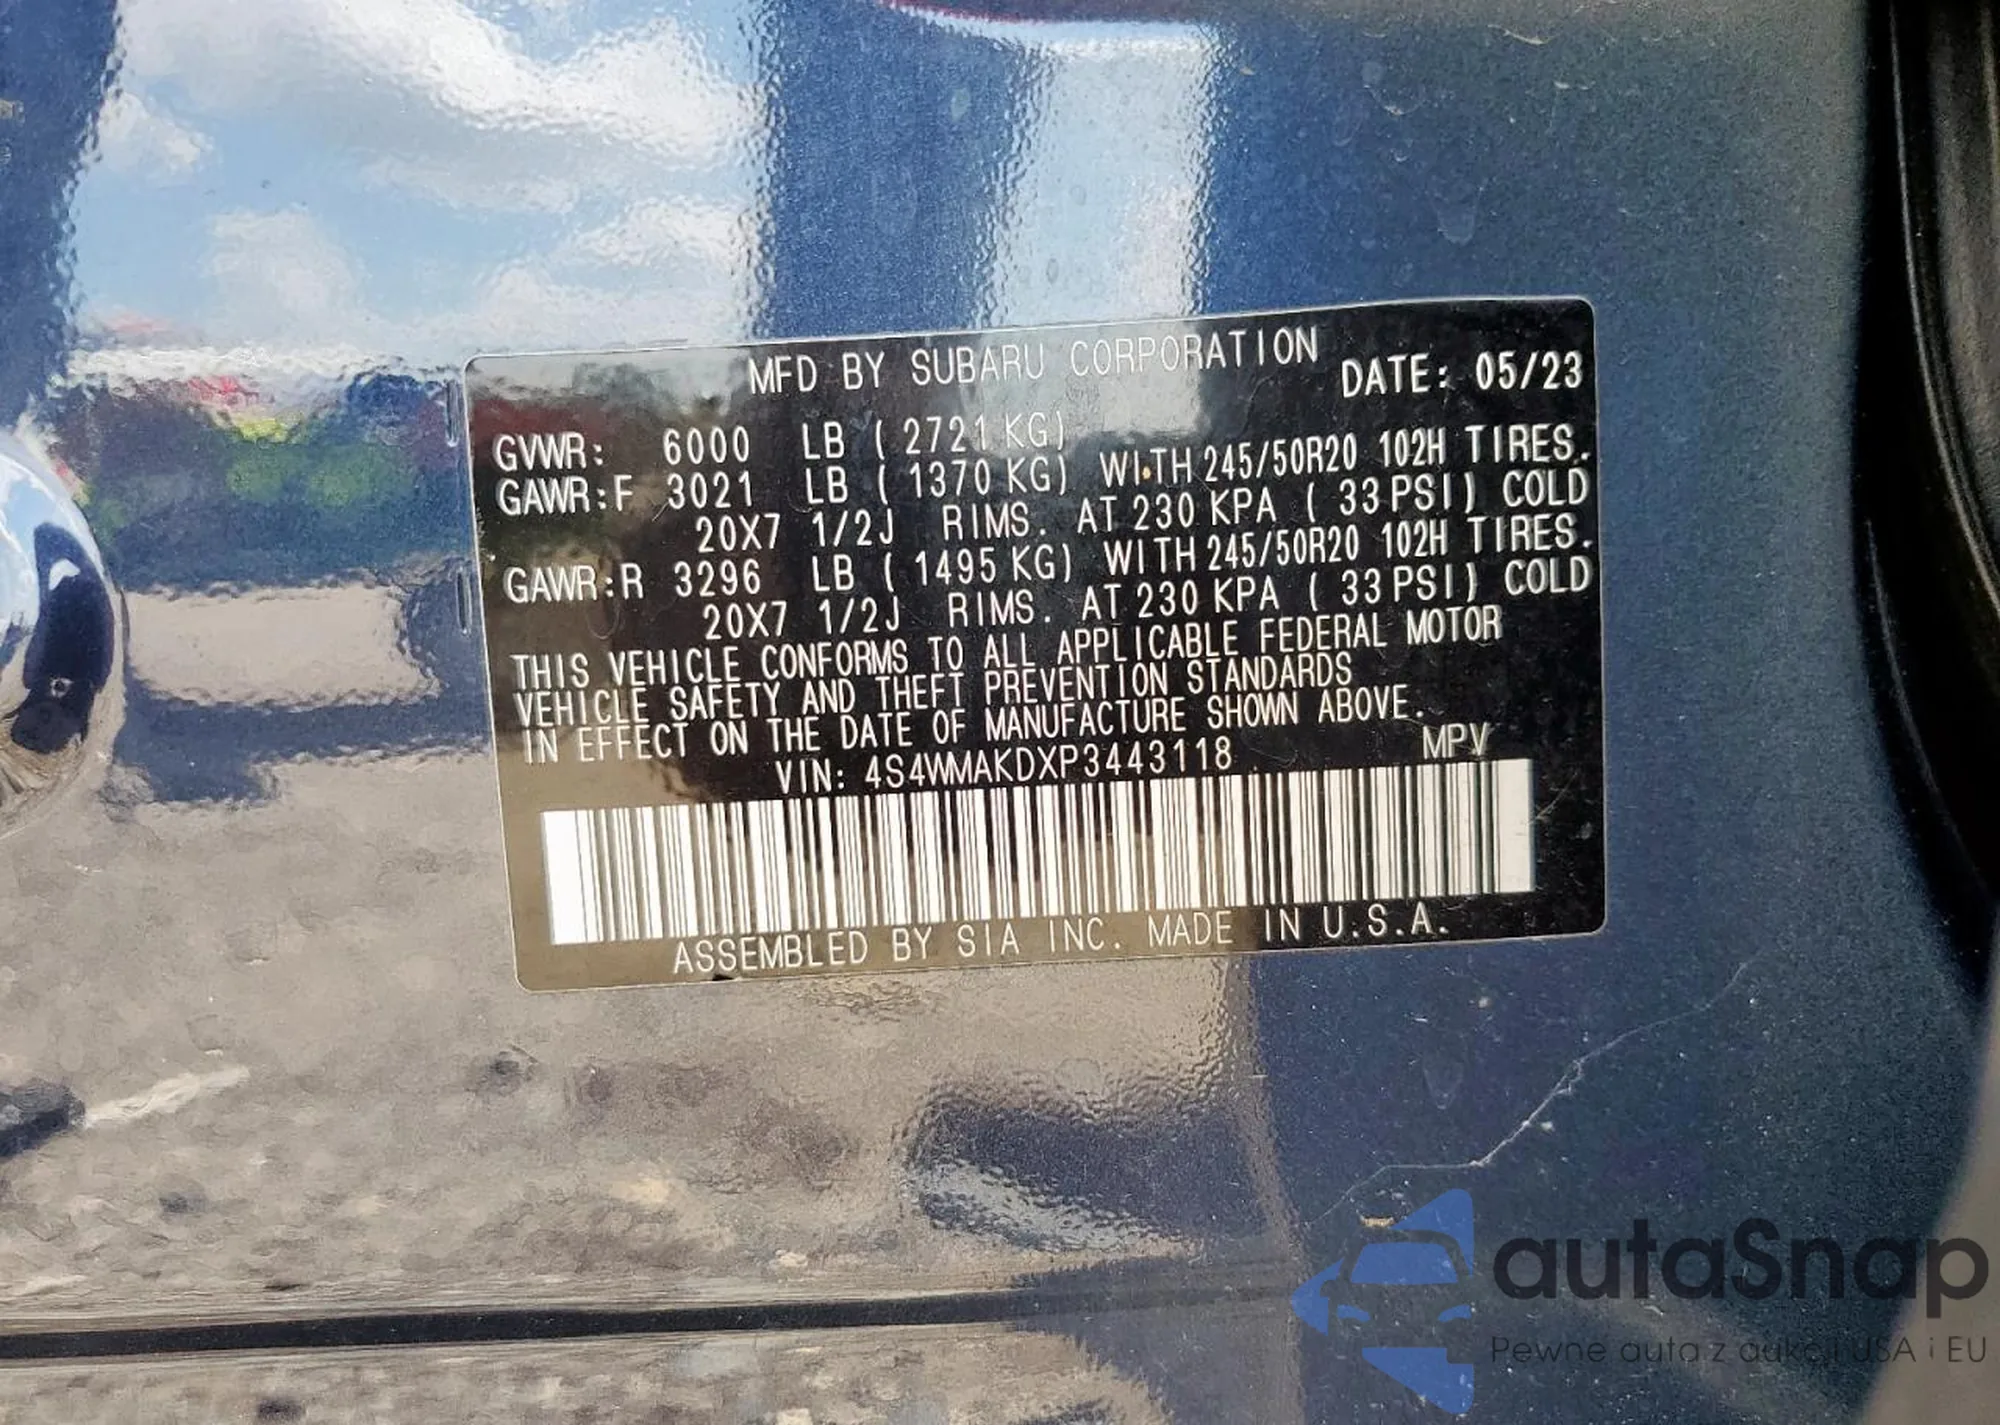 MFD BY SUBARU CORPORATION DATE: 05/23
GVWR: 6000 LB ( 2721 KG)
GAWR:F 3021 LB ( 1370 KG) WITH 245/50R20 102H TIRES.
20X7 1/2J RIMS. AT 230 KPA ( 33 PSI) COLD
GAWR:R 3296 LB ( 1495 KG) WITH 245/50R20 102H TIRES.
20X7 1/2J RIMS. AT 230 KPA ( 33 PSI) COLD
THIS VEHICLE CONFORMS TO ALL APPLICABLE FEDERAL MOTOR
VEHICLE SAFETY AND THEFT PREVENTION STANDARDS
IN EFFECT ON THE DATE OF MANUFACTURE SHOWN ABOVE.
VIN: 4S4WMAKDXP3443118 MPV
ASSEMBLED BY SIA INC. MADE IN U.S.A.
autaSnap
Pewne auta z aukcji USA i EU